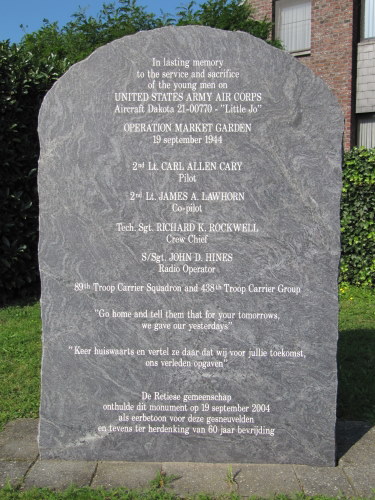 In lasting memory
to the service and sacrifice
of the young men on
UNITED STATES ARMY AIR CORPS
Aircraft Dakota 21-00770 - "Little Jo"
OPERATION MARKET GARDEN
19 september 1944
2nd Lt. CARL ALLEN CARY
Pilot
2nd Lt. JAMES A. LAWHORN
Co-pilot
Tech. Sgt. RICHARD K. ROCKWELL
Crew Chief
S/Sgt. JOHN D. HINES
Radio Operator
89th Troop Carrier Squadron and 438th Troop Carrier Group
"Go home and tell them that for your tomorrows,
we gave our yesterdays"
"Keer huiswaarts en vertel ze daar dat wij voor jullie toekomst,
ons verleden opgaven"
De Retiese gemeenschap
onthulde dit monument op 19 september 2004
als eerbetoon voor deze gesneuvelden
en tevens ter herdenking van 60 jaar bevrijding